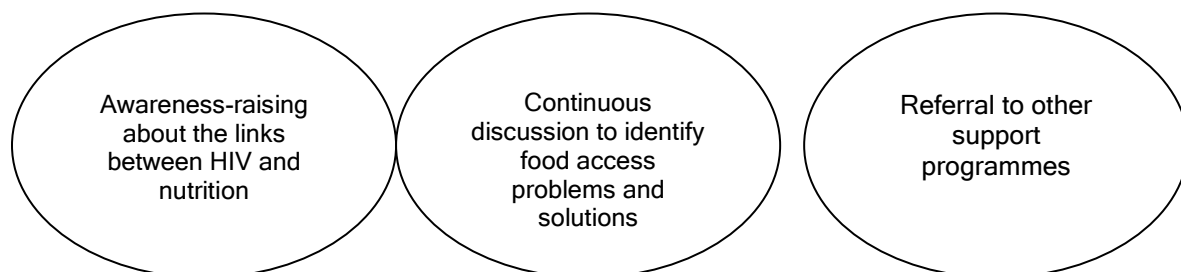 Awareness-raising
about the links
between HIV and
nutrition
Continuous
discussion to identify
food access
problems and
solutions
Referral to other
support
programmes